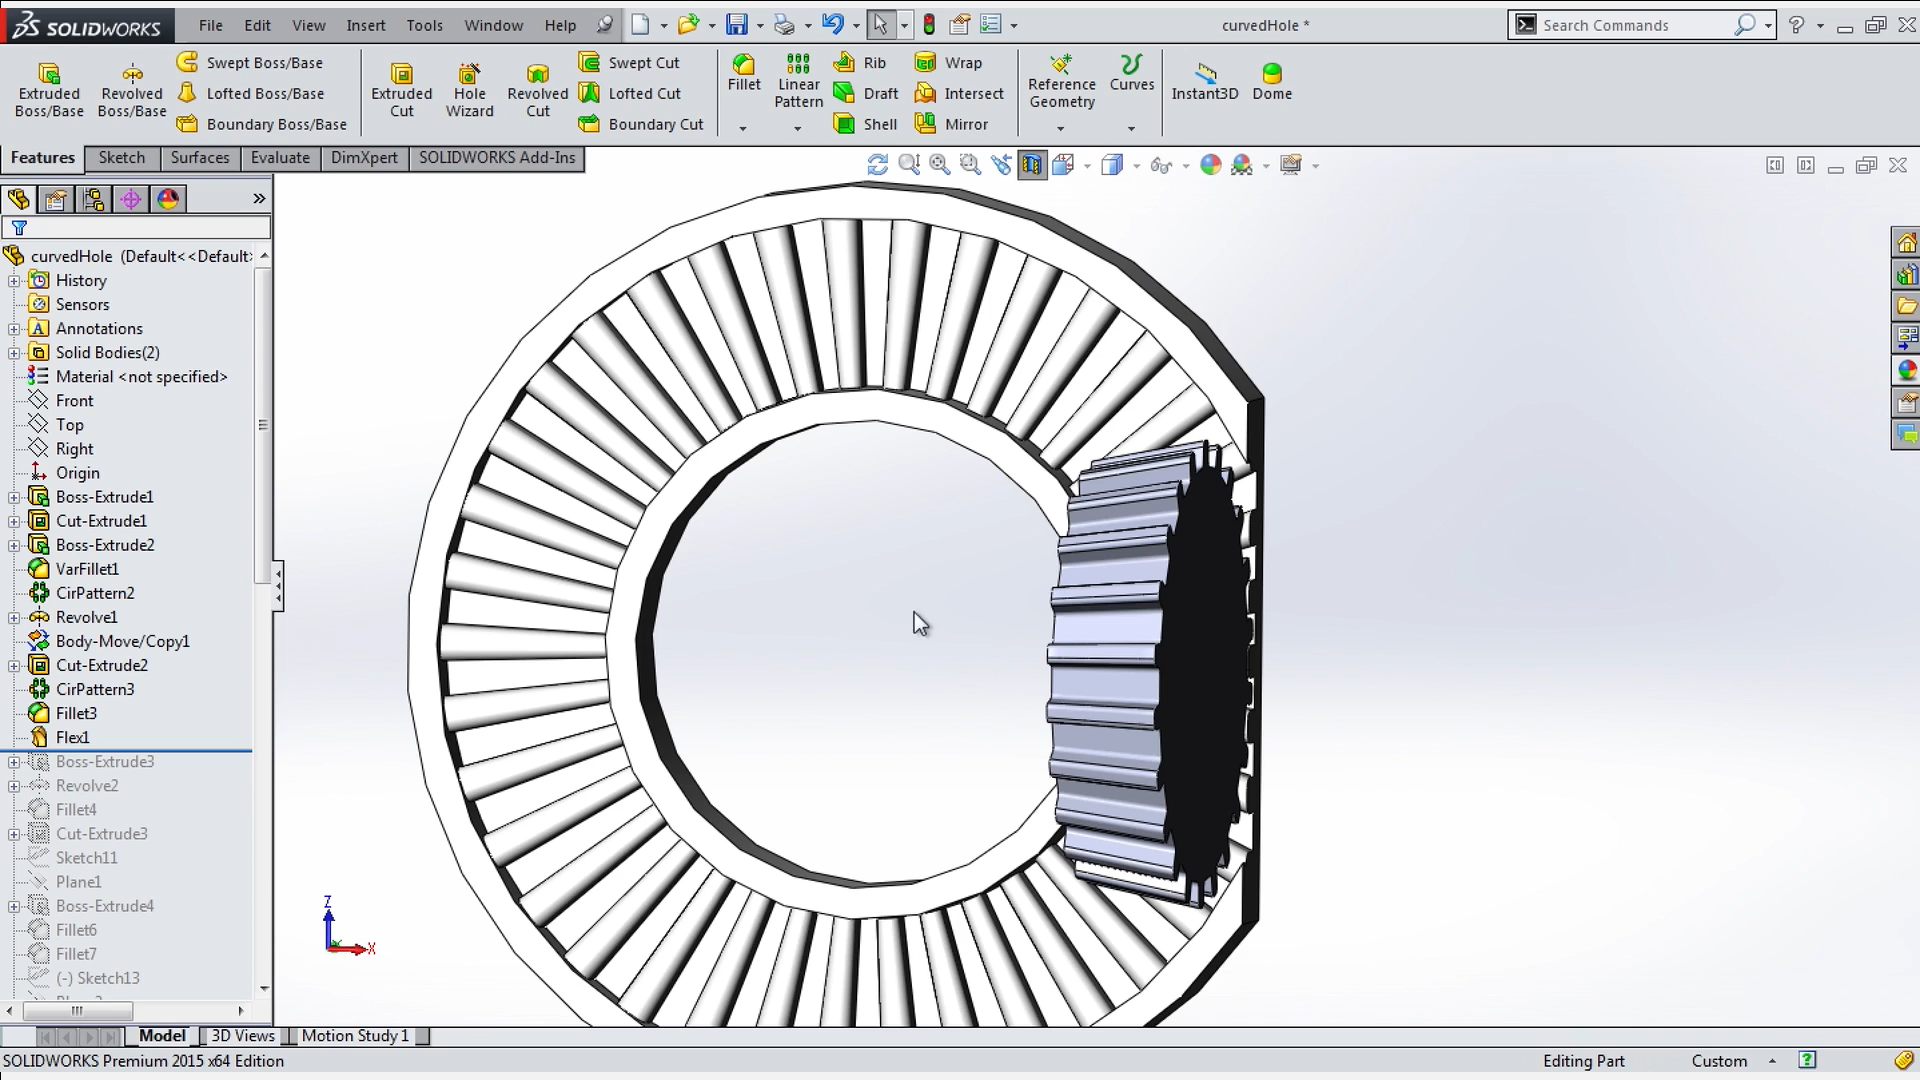 SOLIDWORKS File Edit View Insert Tools Window Help curvedHole * Search Commands
Extruded Boss/Base
Revolved Boss/Base
Swept Boss/Base
Lofted Boss/Base
Boundary Boss/Base
Extruded Cut
Hole Wizard
Revolved Cut
Swept Cut
Lofted Cut
Boundary Cut
Fillet
Linear Pattern
Rib
Draft
Shell
Wrap
Intersect
Mirror
Reference Geometry
Curves
Instant3D
Dome
Features Sketch Surfaces Evaluate DimXpert SOLIDWORKS Add-Ins
curvedHole (Default<<Default>
History
Sensors
Annotations
Solid Bodies(2)
Material <not specified>
Front
Top
Right
Origin
Boss-Extrude1
Cut-Extrude1
Boss-Extrude2
VarFillet1
CirPattern2
Revolve1
Body-Move/Copy1
Cut-Extrude2
CirPattern3
Fillet3
Flex1
Boss-Extrude3
Revolve2
Fillet4
Cut-Extrude3
Sketch11
Plane1
Boss-Extrude4
Fillet6
Fillet7
(-) Sketch13
Z
X
Model 3D Views Motion Study 1
SOLIDWORKS Premium 2015 x64 Edition Editing Part Custom